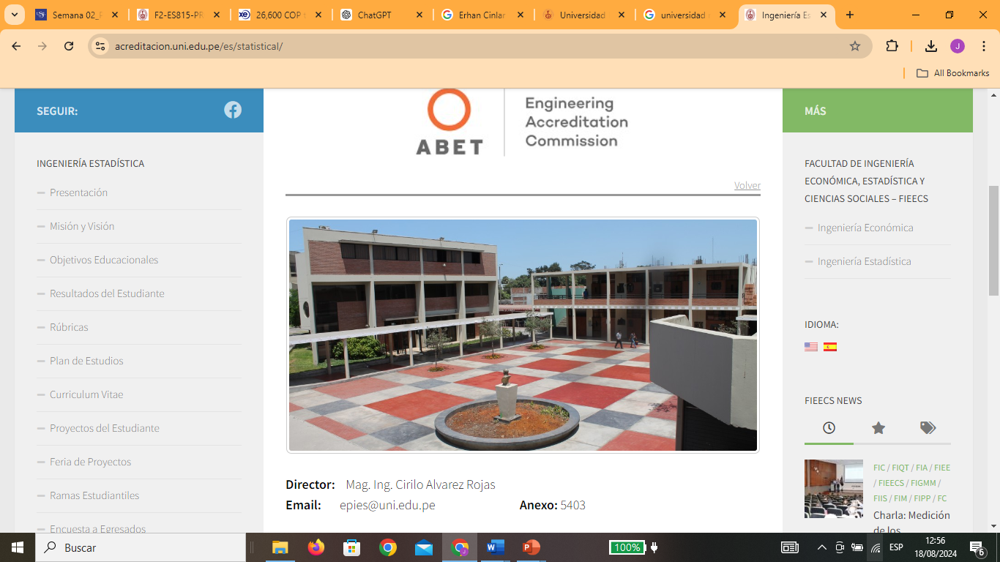 Semana 02_P
F2-ES815-PR
26,600 COP t
ChatGPT
Erhan Cinlar
Universidad
universidad
Ingeniería Es
acreditacion.uni.edu.pe/es/statistical/
J
All Bookmarks
SEGUIR:
INGENIERÍA ESTADÍSTICA
Presentación
Misión y Visión
Objetivos Educacionales
Resultados del Estudiante
Rúbricas
Plan de Estudios
Curriculum Vitae
Proyectos del Estudiante
Feria de Proyectos
Ramas Estudiantiles
Encuesta a Egresados
ABET
Engineering
Accreditation
Commission
Volver
Director: Mag. Ing. Cirilo Alvarez Rojas
Email: epies@uni.edu.pe Anexo: 5403
MÁS
FACULTAD DE INGENIERÍA
ECONÓMICA, ESTADÍSTICA Y
CIENCIAS SOCIALES – FIEECS
Ingeniería Económica
Ingeniería Estadística
IDIOMA:
FIEECS NEWS
FIC / FIQT / FIA / FIEE
/ FIEECS / FIGMM /
FIIS / FIM / FIPP / FC
Charla: Medición
de los
Buscar
100%
ESP
12:56
18/08/2024
6